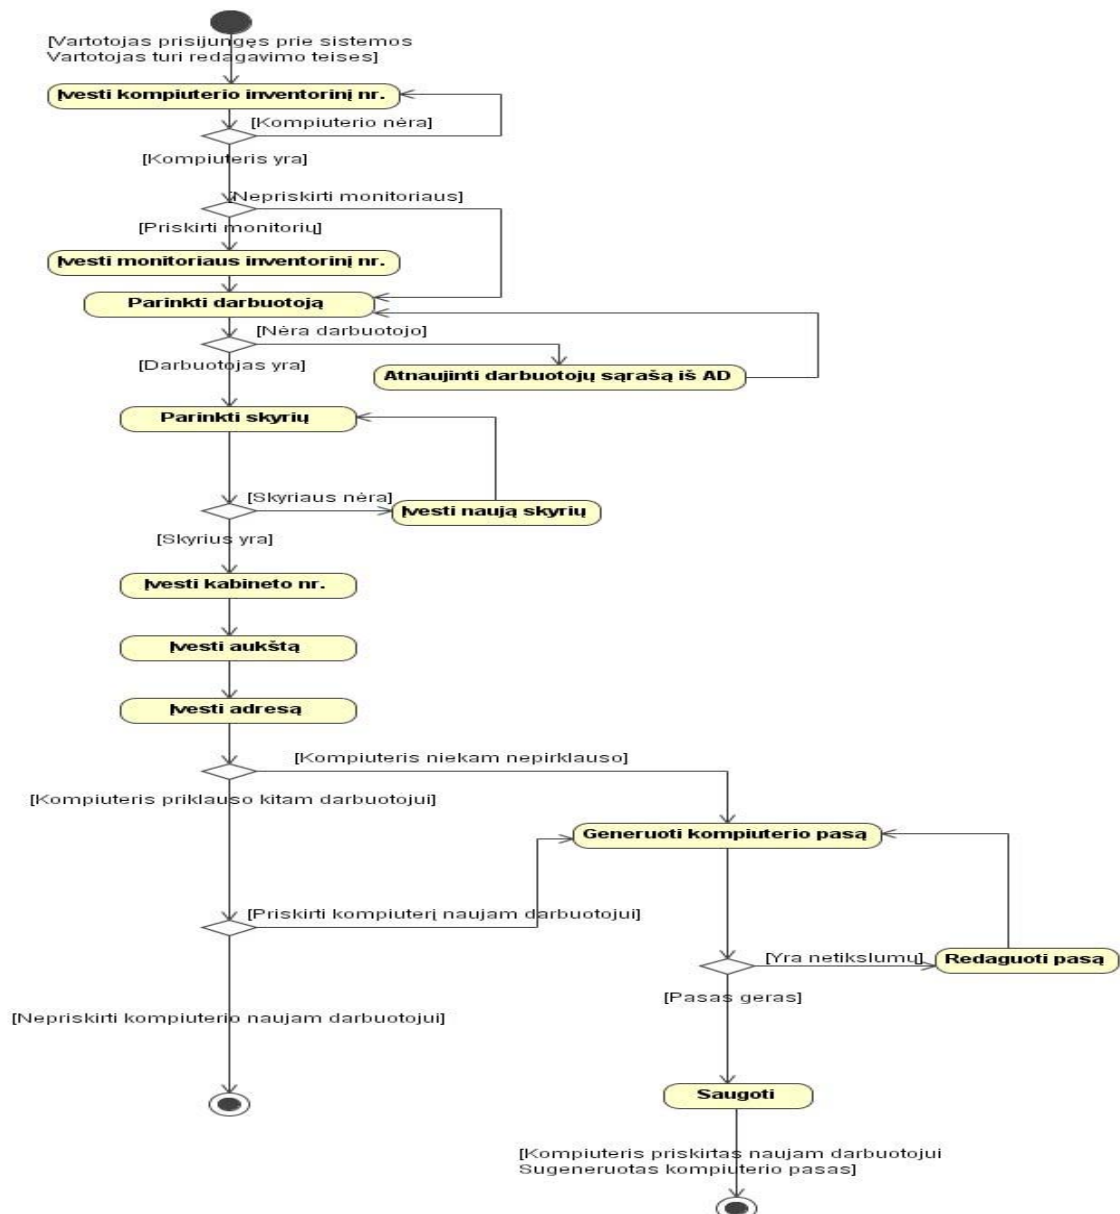 [Vartotojas prisijungęs prie sistemos
Vartotojas turi redagavimo teises]
Įvesti kompiuterio inventorinį nr.
[Kompiuterio nėra]
[Kompiuteris yra]
[Nepriskirti monitoriaus]
[Priskirti monitorių]
Įvesti monitoriaus inventorinį nr.
Parinkti darbuotoją
[Nėra darbuotojo]
[Darbuotojas yra]
Atnaujinti darbuotojų sąrašą iš AD
Parinkti skyrių
[Skyriaus nėra]
Įvesti naują skyrių
[Skyrius yra]
Įvesti kabineto nr.
Įvesti aukštą
Įvesti adresą
[Kompiuteris niekam nepirklauso]
[Kompiuteris priklauso kitam darbuotojui]
Generuoti kompiuterio pasą
[Priskirti kompiuterį naujam darbuotojui]
[Yra netikslumų]
Redaguoti pasą
[Pasas geras]
[Nepriskirti kompiuterio naujam darbuotojui]
Saugoti
[Kompiuteris priskirtas naujam darbuotojui
Sugeneruotas kompiuterio pasas]